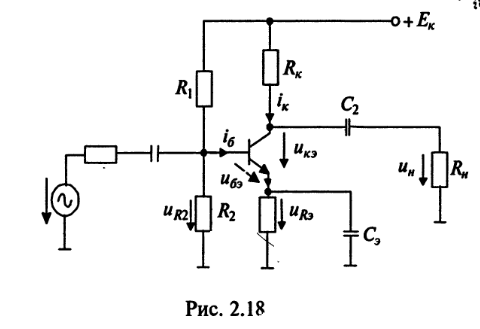 + Eк
R1
Rк
iк
C2
iб
uкэ
uбэ
uн
Rн
uR2
R2
uRэ
Cэ
Рис. 2.18